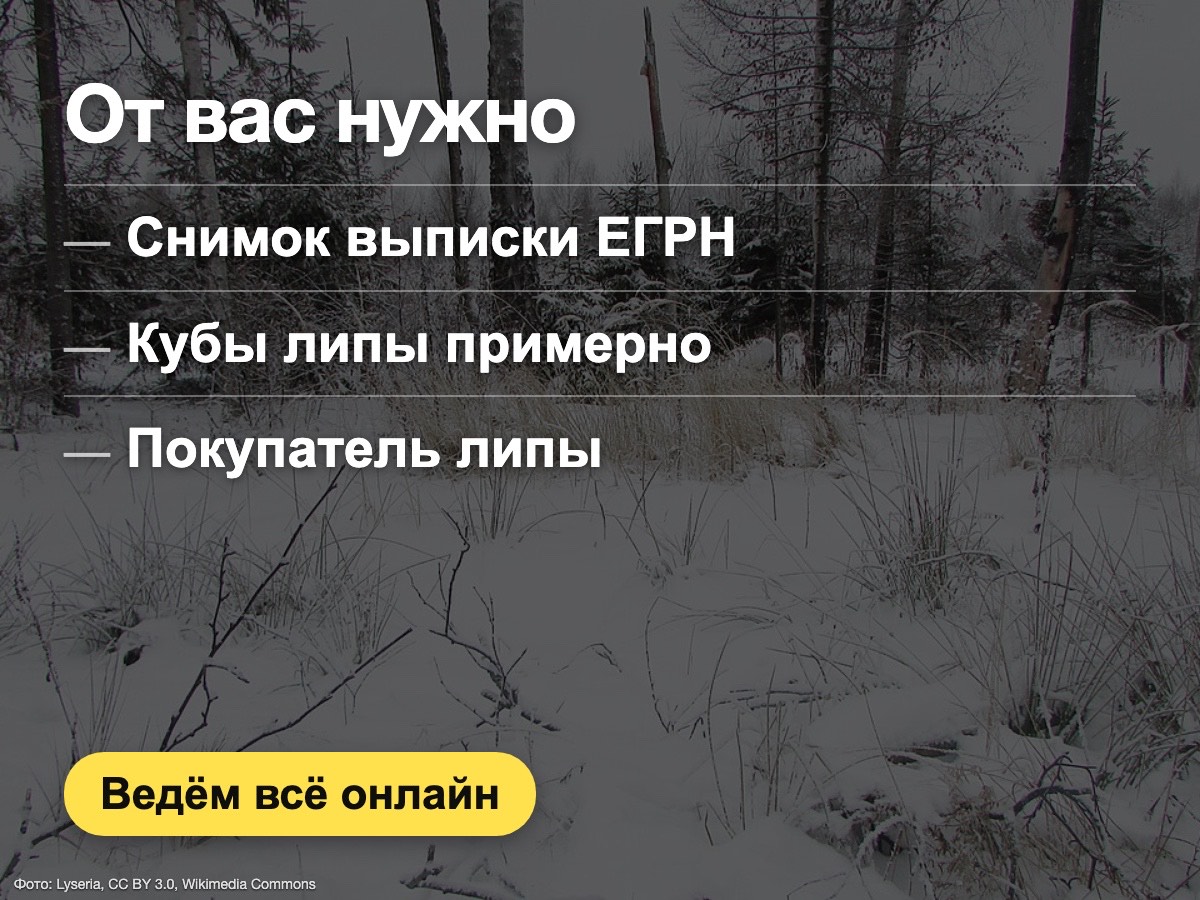 От вас нужно
— Снимок выписки ЕГРН
— Кубы липы примерно
— Покупатель липы
Ведём всё онлайн
Фото: Lyseria, CC BY 3.0, Wikimedia Commons